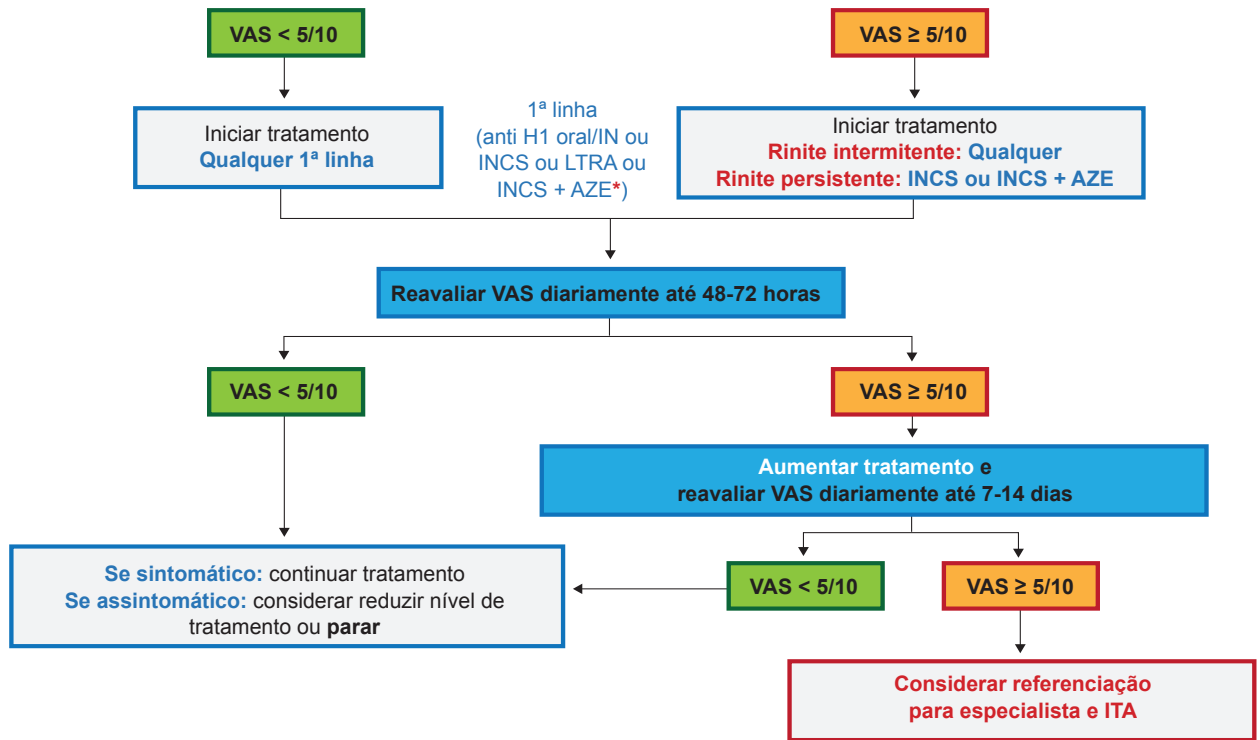 VAS < 5/10
VAS ≥ 5/10
Iniciar tratamento
Qualquer 1ª linha
1ª linha
(anti H1 oral/IN ou
INCS ou LTRA ou
INCS + AZE*)
Iniciar tratamento
Rinite intermitente: Qualquer
Rinite persistente: INCS ou INCS + AZE
Reavaliar VAS diariamente até 48-72 horas
VAS < 5/10
VAS ≥ 5/10
Aumentar tratamento e
reavaliar VAS diariamente até 7-14 dias
Se sintomático: continuar tratamento
Se assintomático: considerar reduzir nível de
tratamento ou parar
VAS < 5/10
VAS ≥ 5/10
Considerar referenciação
para especialista e ITA